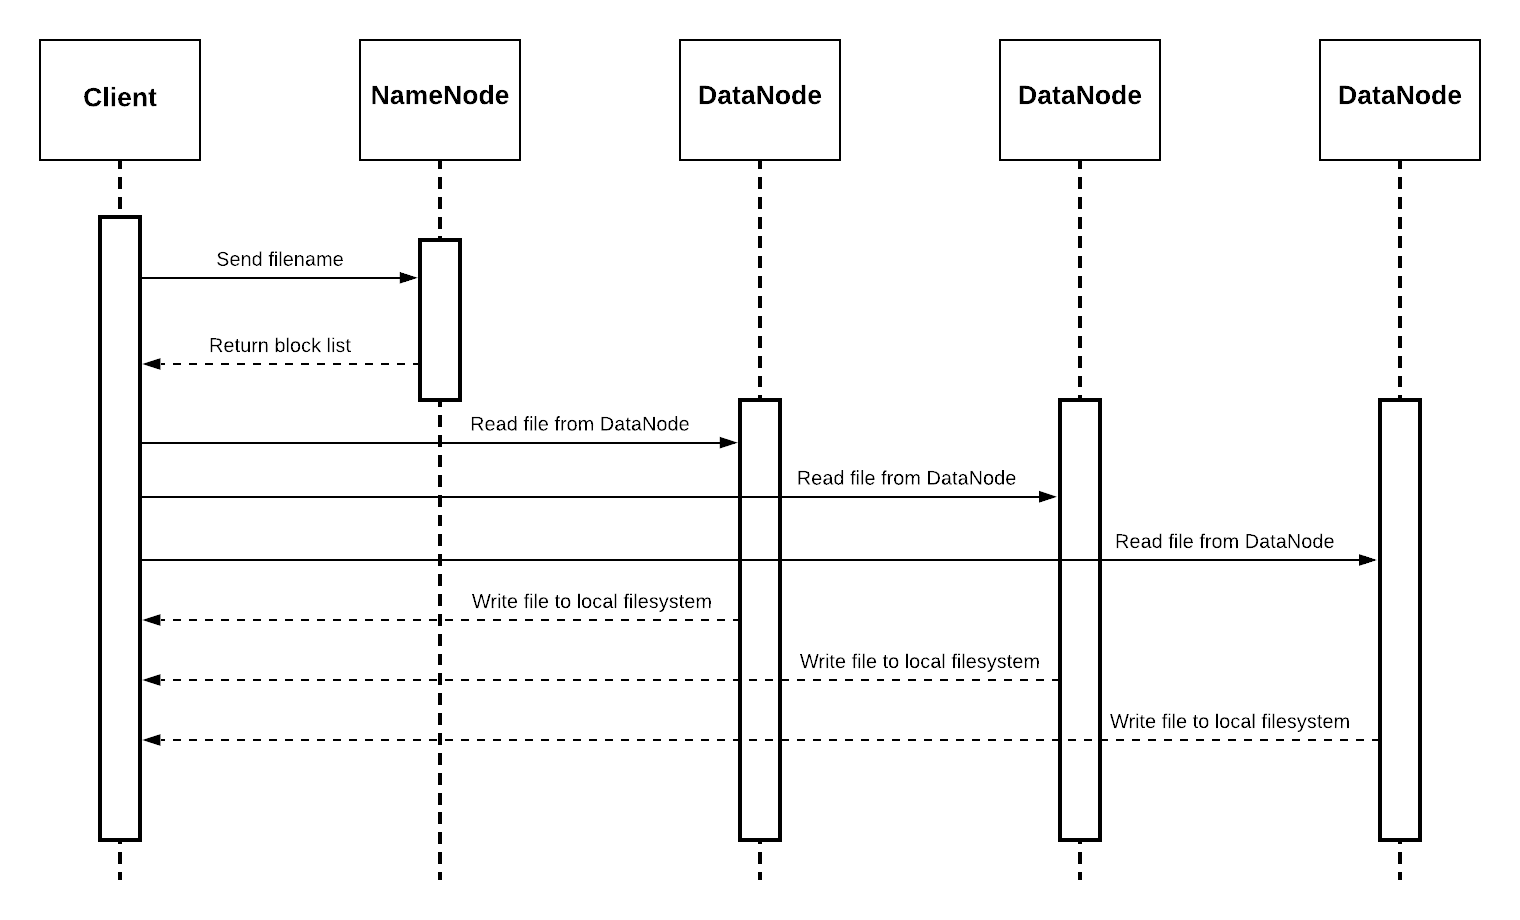 Client
NameNode
DataNode
DataNode
DataNode
Send filename
Return block list
Read file from DataNode
Read file from DataNode
Read file from DataNode
Write file to local filesystem
Write file to local filesystem
Write file to local filesystem